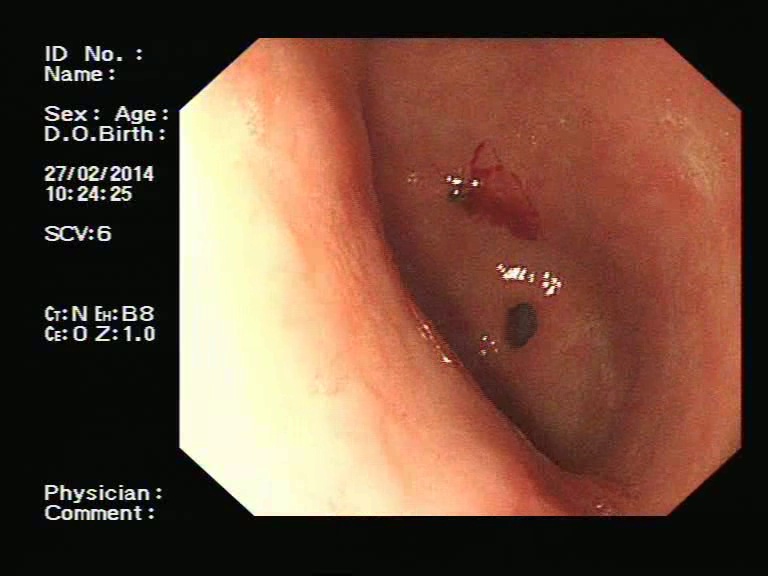 ID No. :
Name:
Sex: Age:
D.O.Birth:
27/02/2014
10:24:25
SCV:6
CT:N EH:B8
CE:0 Z:1.0
Physician:
Comment: